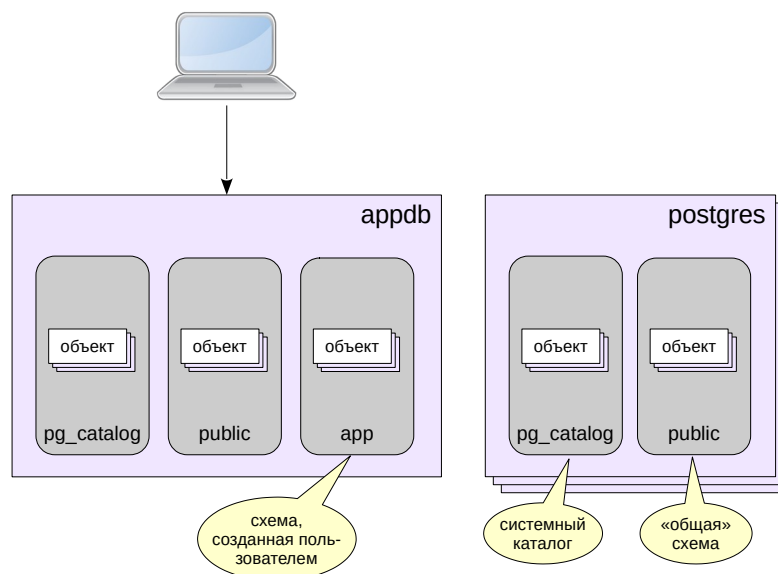 appdb
postgres
объект
объект
объект
объект
объект
pg_catalog
public
app
pg_catalog
public
схема,
созданная поль-
зователем
системный
каталог
«общая»
схема